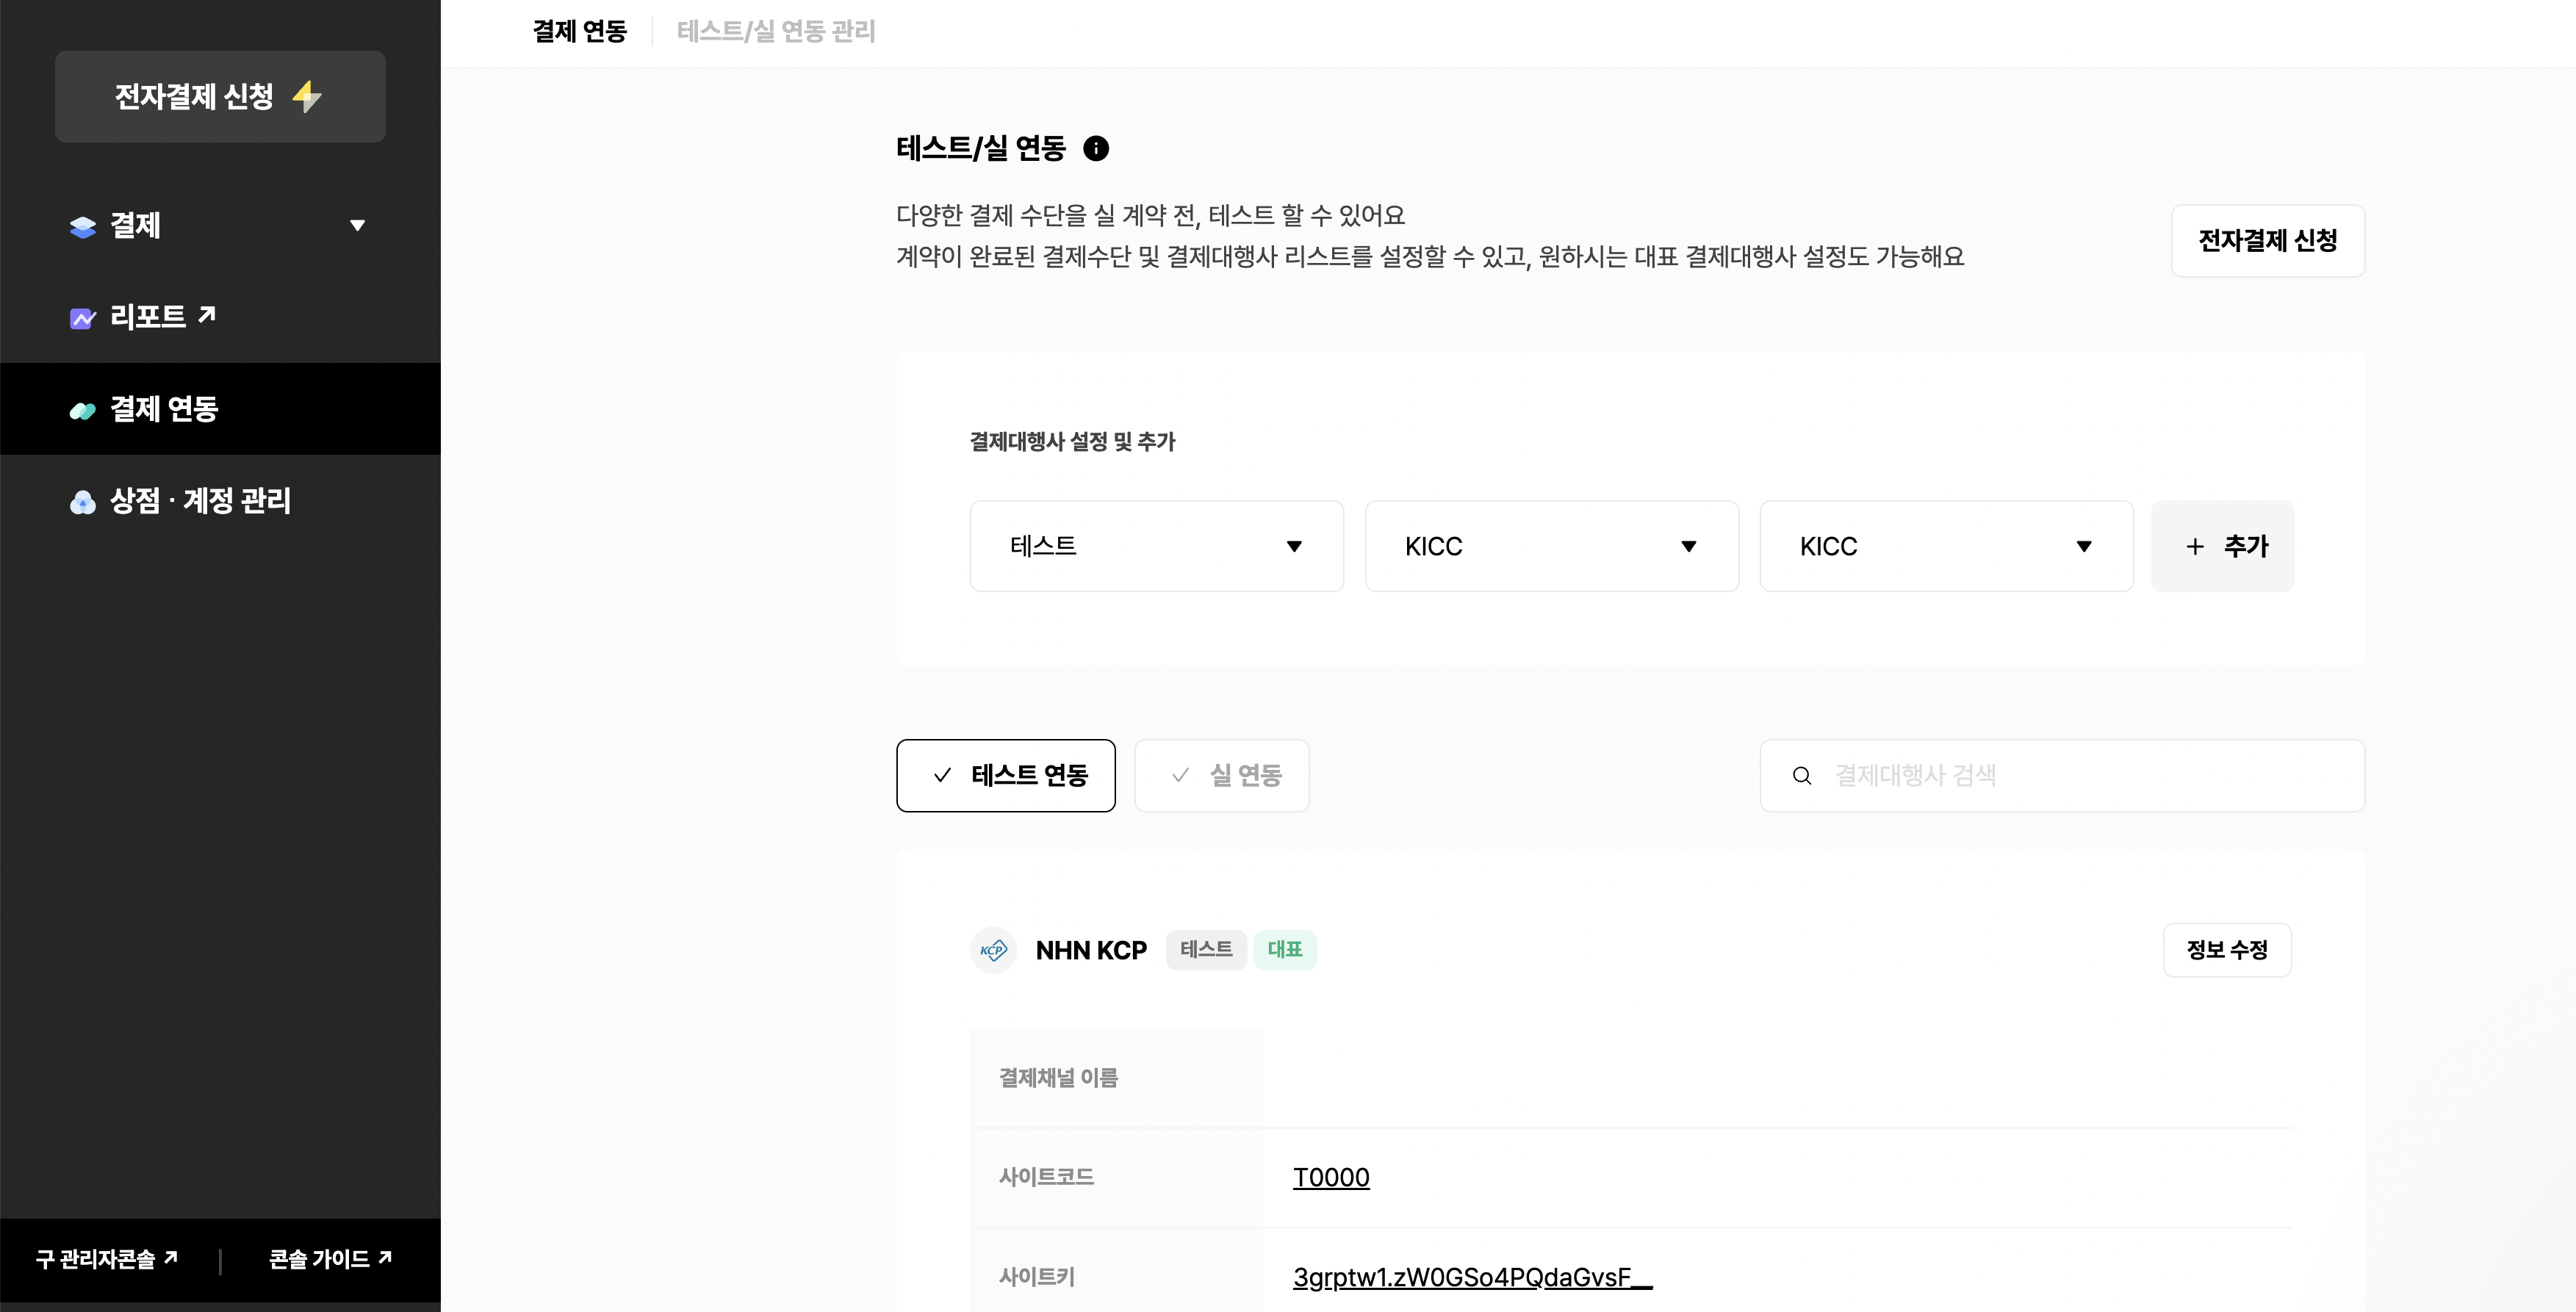 전자결제 신청
결제
리포트
결제 연동
상점 · 계정 관리
구 관리자콘솔
콘솔 가이드
결제 연동
테스트/실 연동 관리
테스트/실 연동
다양한 결제 수단을 실 계약 전, 테스트 할 수 있어요
계약이 완료된 결제수단 및 결제대행사 리스트를 설정할 수 있고, 원하시는 대표 결제대행사 설정도 가능해요
전자결제 신청
결제대행사 설정 및 추가
테스트
KICC
KICC
+ 추가
테스트 연동
실 연동
결제대행사 검색
KCP
NHN KCP
테스트
대표
정보 수정
결제채널 이름
사이트코드
T0000
사이트키
3grptw1.zW0GSo4PQdaGvsF__